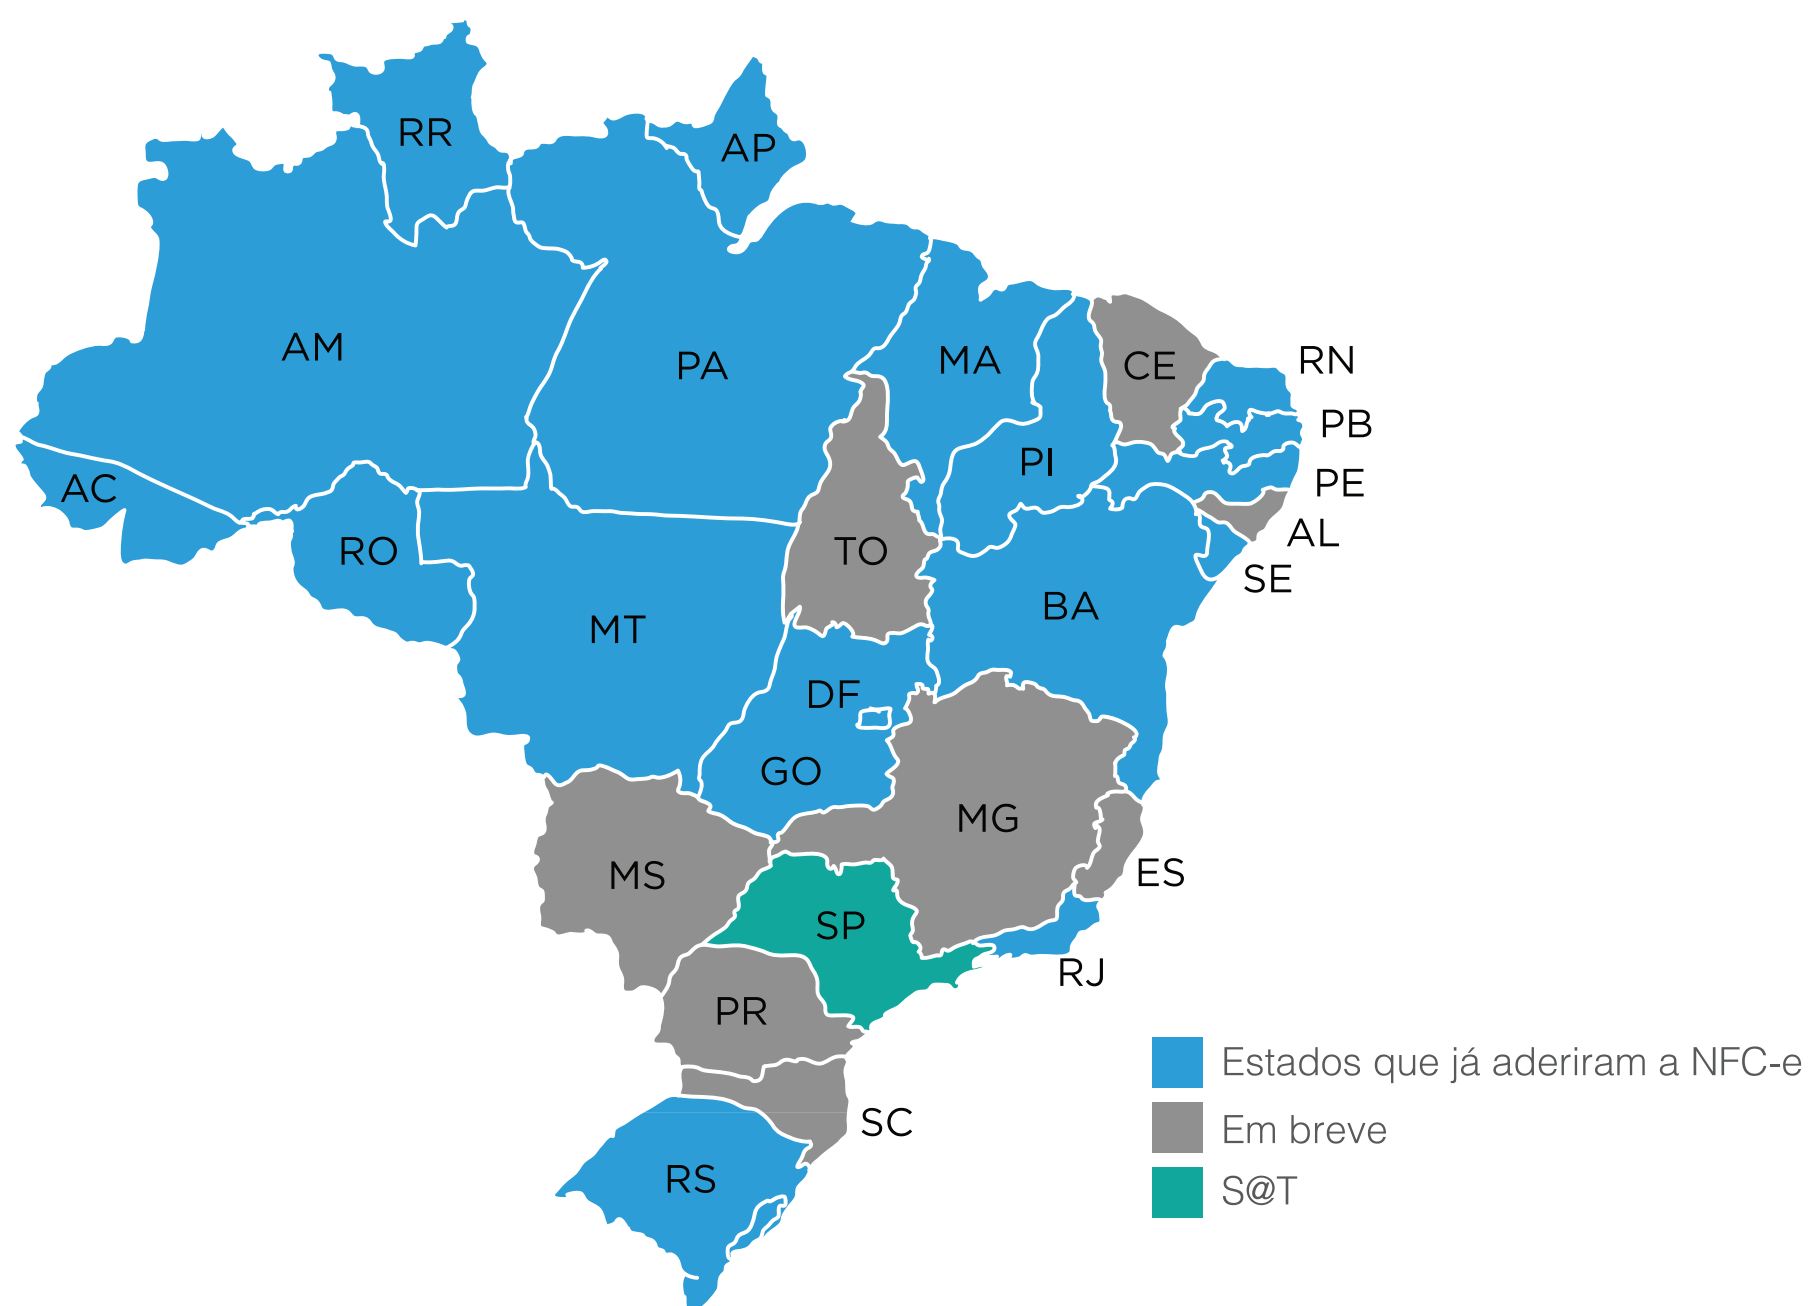 RR
AP
AM
PA
MA
CE
RN
PB
PI
PE
AC
AL
RO
TO
SE
BA
MT
DF
GO
MG
MS
ES
SP
RJ
PR
SC
RS
Estados que já aderiram a NFC-e
Em breve
S@T